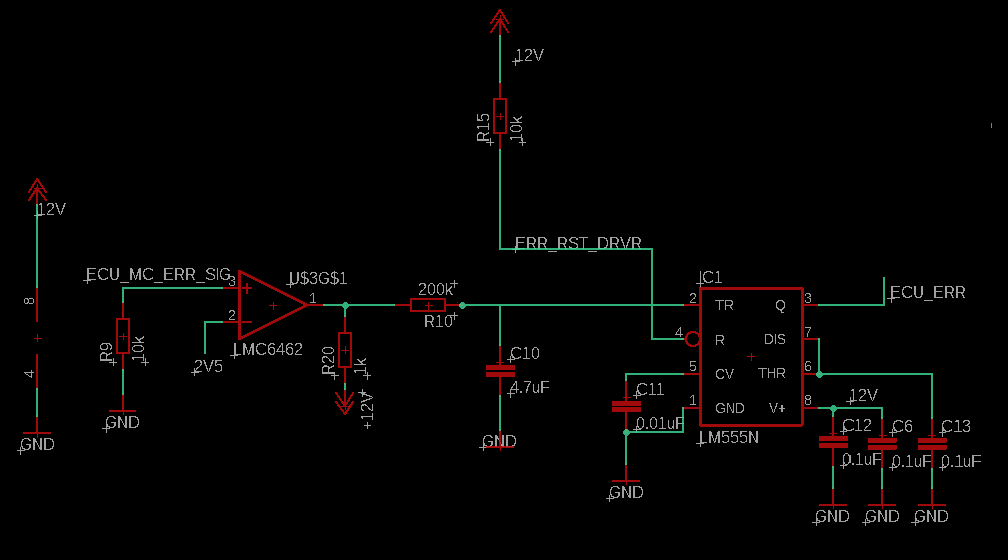 12V
R15
10k
12V
ERR_RST_DRVR
ECU_MC_ERR_SIG
3
U$3G$1
1
200k
R10
IC1
2
TR
Q
3
ECU_ERR
8
2
LMC6462
R9
10k
2V5
R20
1k
+12V
4
R
DIS
7
C10
4.7uF
5
CV
THR
6
4
C11
0.01uF
1
GND
V+
8
12V
LM555N
C12
0.1uF
C6
0.1uF
C13
0.1uF
GND
GND
GND
GND
GND
GND
GND